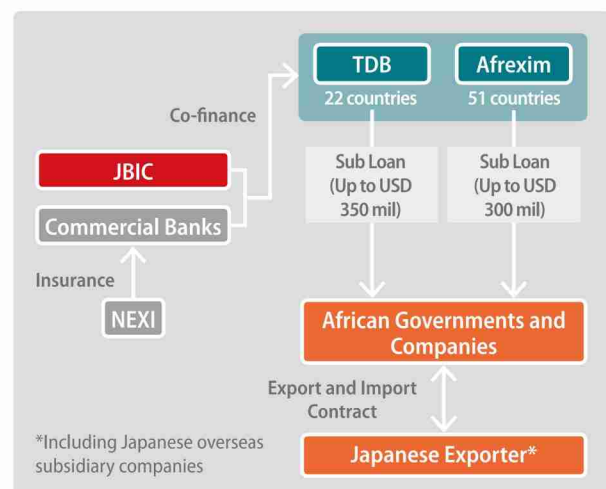 TDB
22 countries
Afrexim
51 countries
Co-finance
JBIC
Commercial Banks
Insurance
NEXI
Sub Loan
(Up to USD
350 mil)
Sub Loan
(Up to USD
300 mil)
African Governments and
Companies
Export and Import
Contract
Japanese Exporter*
*Including Japanese overseas
subsidiary companies